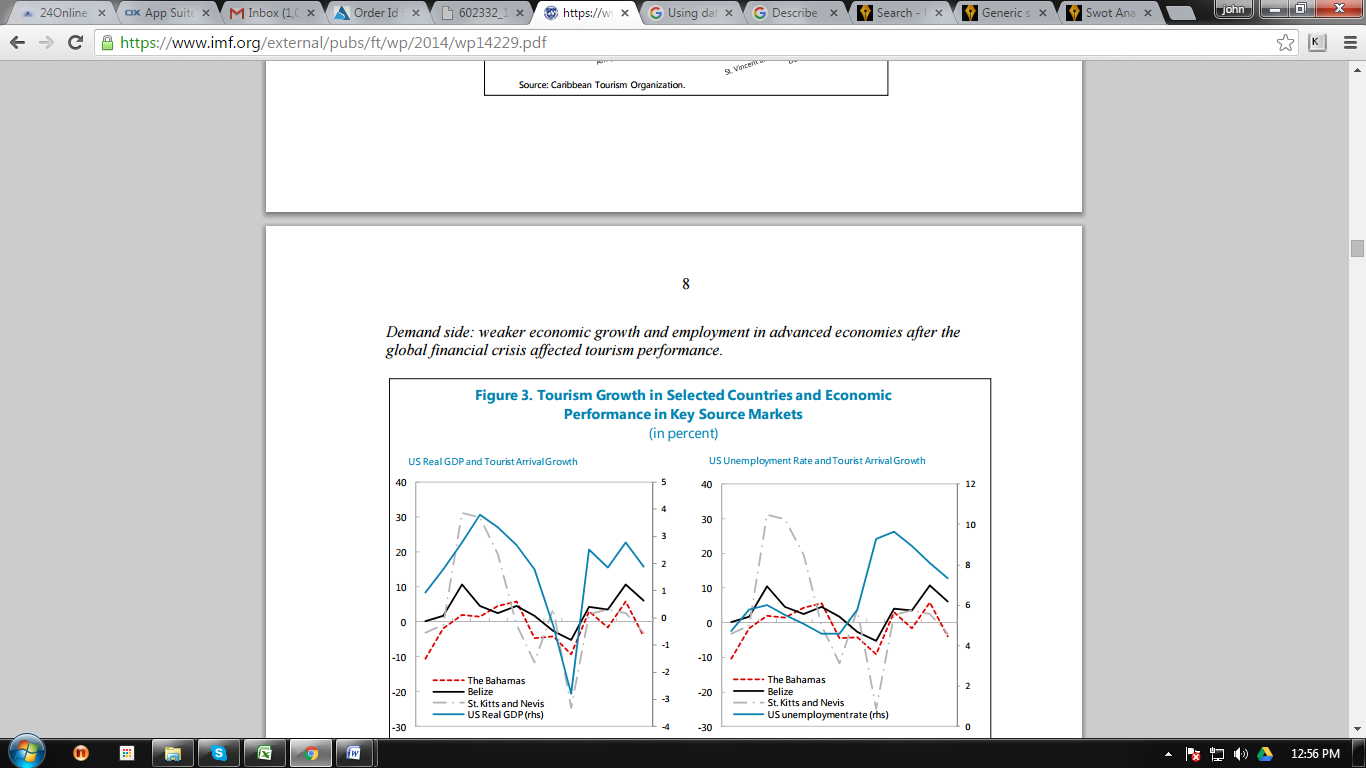 24Online
App Suite
Inbox (1,
Order Id
602332_1
https://w
Using dat
Describe
Search -
Generic s
Swot Ana
john
https://www.imf.org/external/pubs/ft/wp/2014/wp14229.pdf
St. Vincent
Source: Caribbean Tourism Organization.
8
Demand side: weaker economic growth and employment in advanced economies after the
global financial crisis affected tourism performance.
Figure 3. Tourism Growth in Selected Countries and Economic
Performance in Key Source Markets
(in percent)
US Real GDP and Tourist Arrival Growth
40
30
20
10
0
-10
-20
-30
5
4
3
2
1
0
-1
-2
-3
-4
The Bahamas
Belize
St. Kitts and Nevis
US Real GDP (rhs)
US Unemployment Rate and Tourist Arrival Growth
40
30
20
10
0
-10
-20
-30
12
10
8
6
4
2
0
The Bahamas
Belize
St. Kitts and Nevis
US unemployment rate (rhs)
12:56 PM